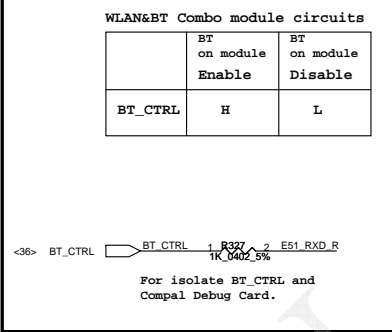 WLAN&BT Combo module circuits
BT on module Enable
BT on module Disable
BT_CTRL H L
<36> BT_CTRL BT_CTRL 1 R327 2 E51_RXD_R
1K_0402_5%
For isolate BT_CTRL and
Compal Debug Card.